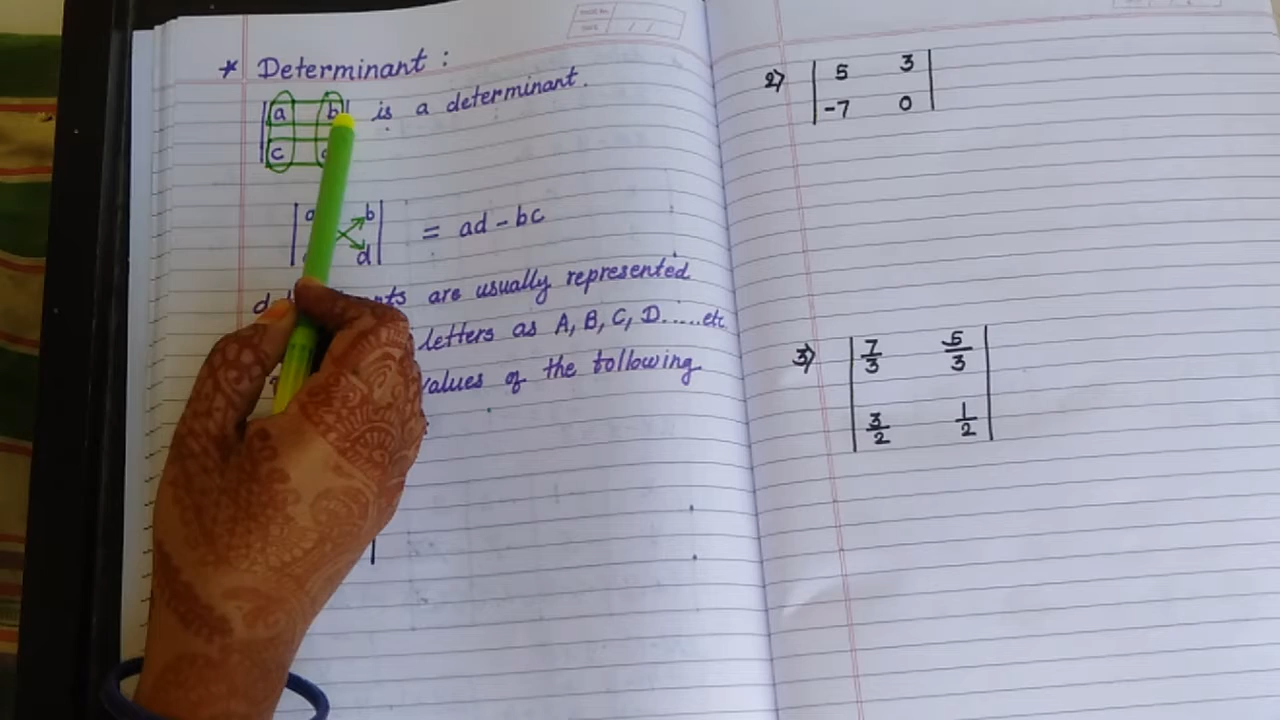 * Determinant :
a b
c is a determinant.
b
d = ad - bc
are usually represented
letters as A, B, C, D.....etc
values of the following
2) 5 3
-7 0
3) 7/3 5/3
3/2 1/2